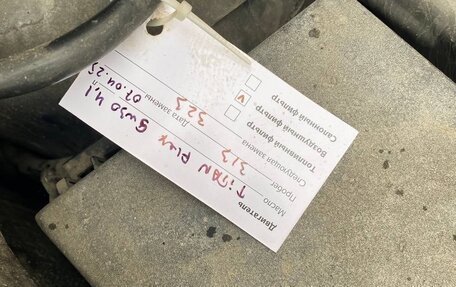 Двигатель
Масло TiTAN Plus 5w30 4,1л
Пробег 313 Дата замены 07.04.25
Следующая замена 323
Топливный фильтр
Воздушный фильтр
Салонный фильтр